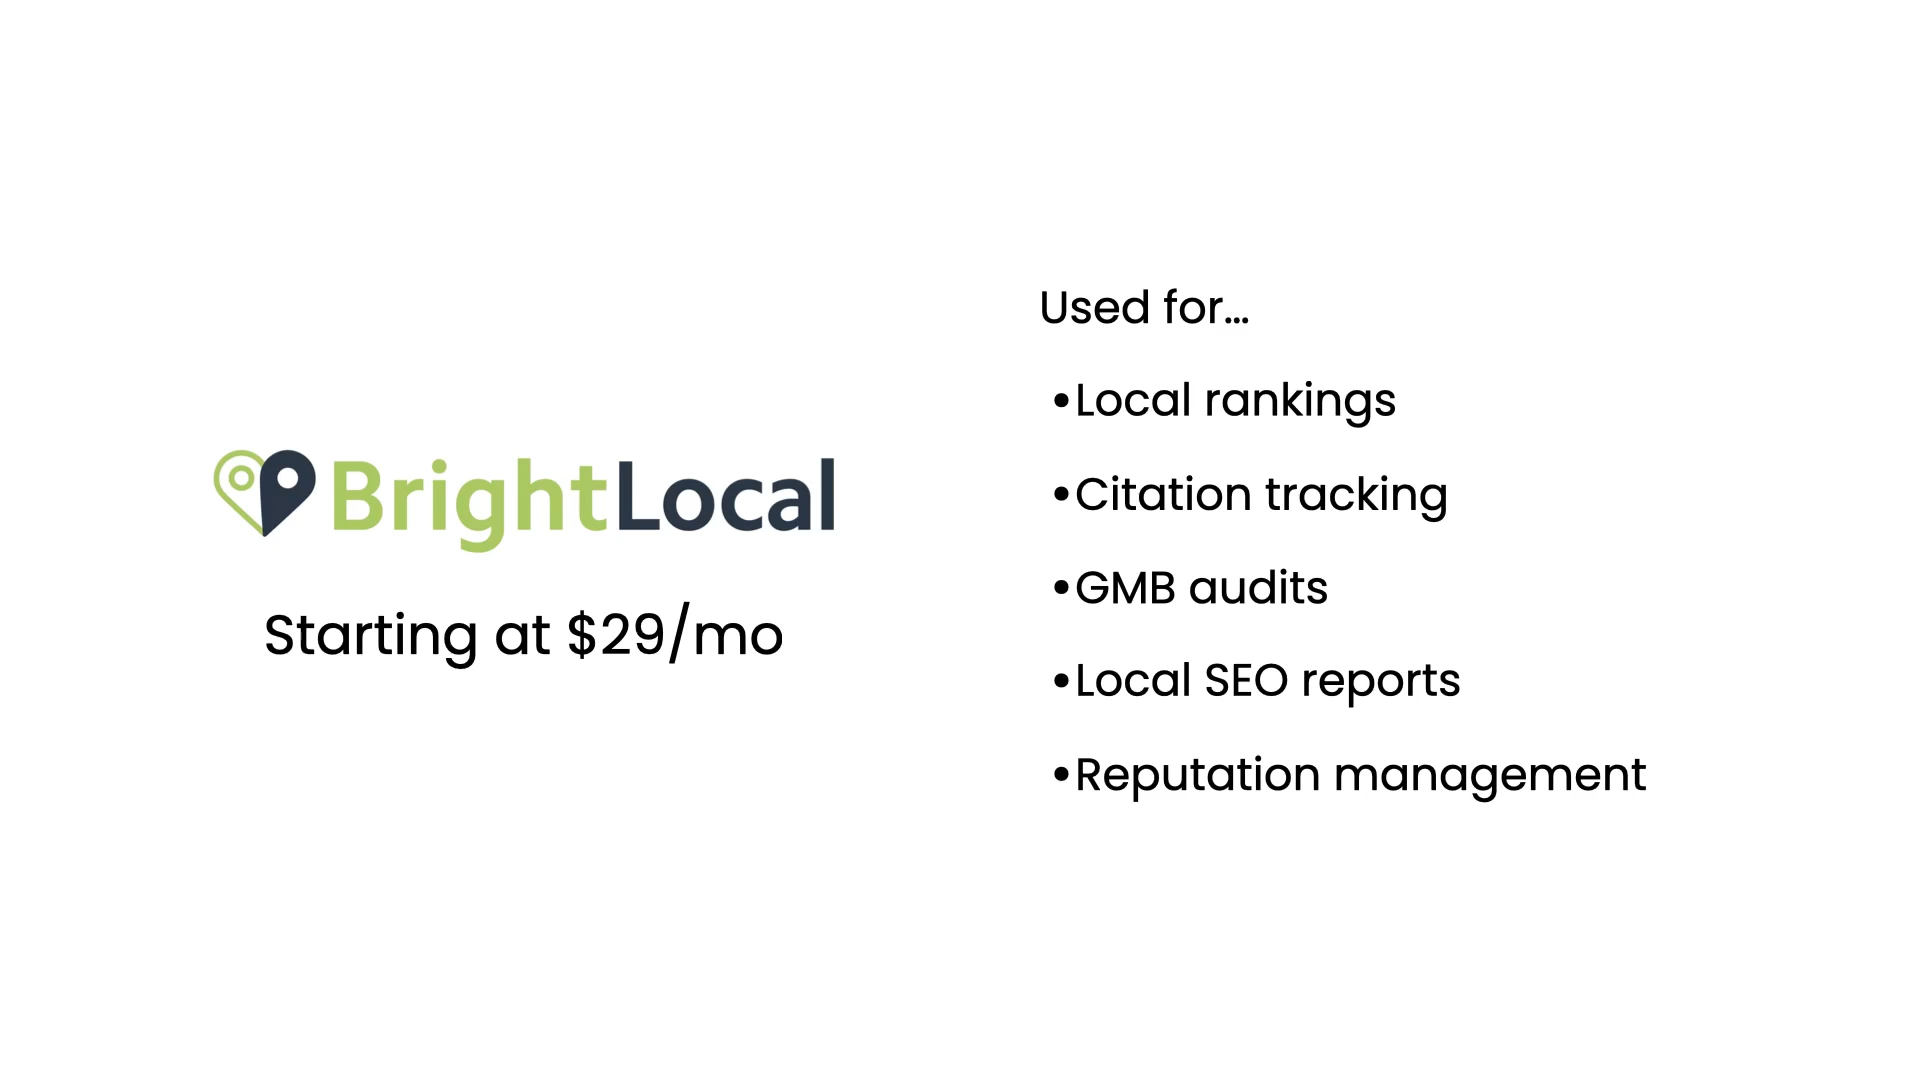 BrightLocal
Starting at $29/mo
Used for...
•Local rankings
•Citation tracking
•GMB audits
•Local SEO reports
•Reputation management